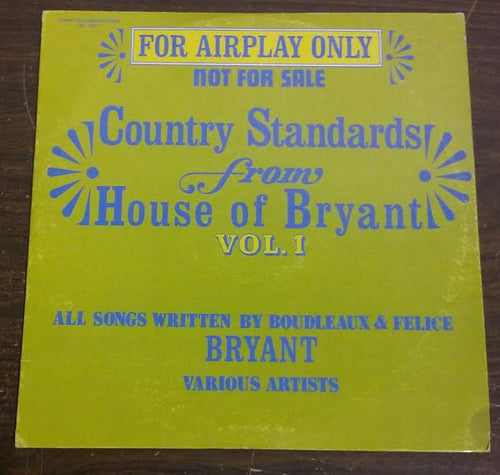 FOR AIRPLAY ONLY
NOT FOR SALE
Country Standards
from
House of Bryant
VOL. 1
ALL SONGS WRITTEN BY BOUDLEAUX & FELICE
BRYANT
VARIOUS ARTISTS